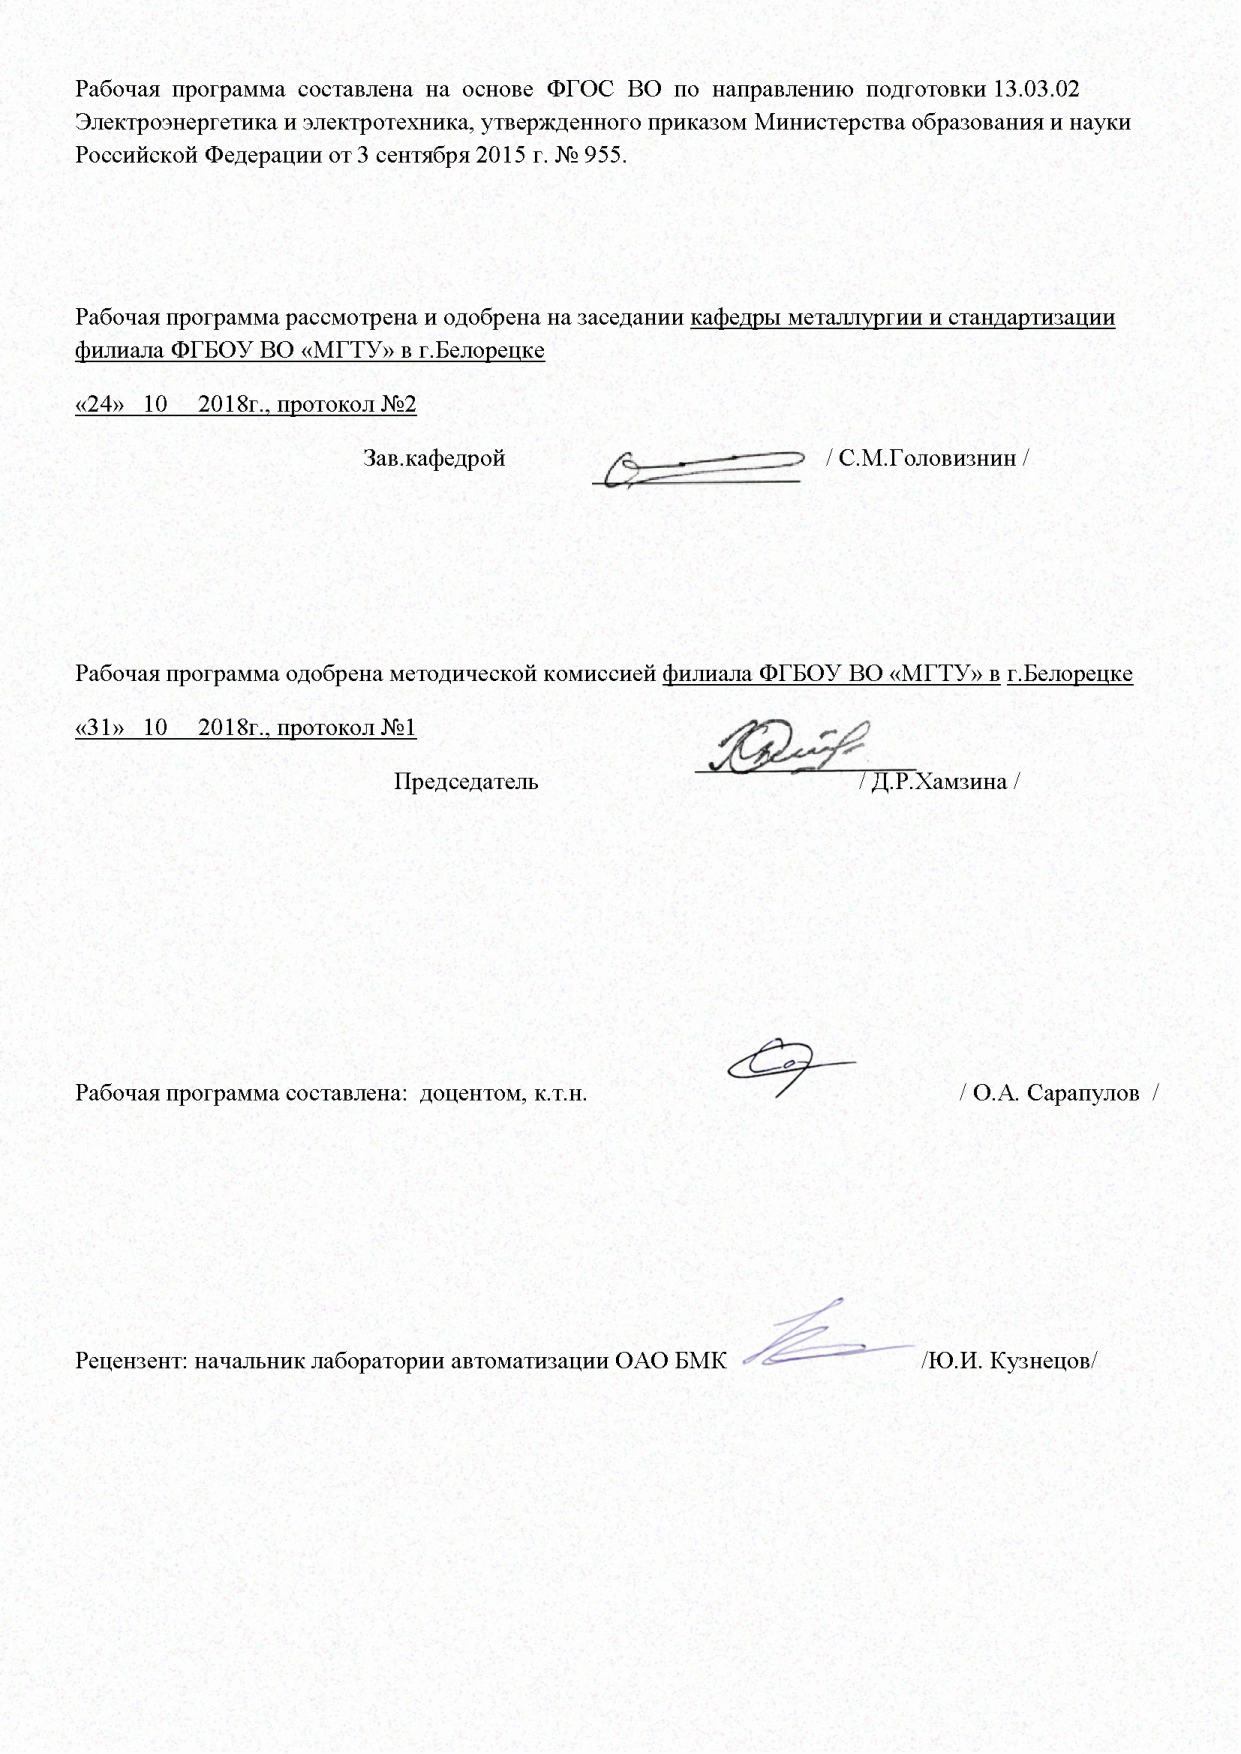 Рабочая программа составлена на основе ФГОС ВО по направлению подготовки 13.03.02
Электроэнергетика и электротехника, утвержденного приказом Министерства образования и науки
Российской Федерации от 3 сентября 2015 г. № 955.
Рабочая программа рассмотрена и одобрена на заседании кафедры металлургии и стандартизации
филиала ФГБОУ ВО «МГТУ» в г.Белорецке
«24» 10 2018г., протокол №2
Зав.кафедрой / С.М.Головизнин /
Рабочая программа одобрена методической комиссией филиала ФГБОУ ВО «МГТУ» в г.Белорецке
«31» 10 2018г., протокол №1
Председатель / Д.Р.Хамзина /
Рабочая программа составлена: доцентом, к.т.н. / О.А. Сарапулов /
Рецензент: начальник лаборатории автоматизации ОАО БМК /Ю.И. Кузнецов/